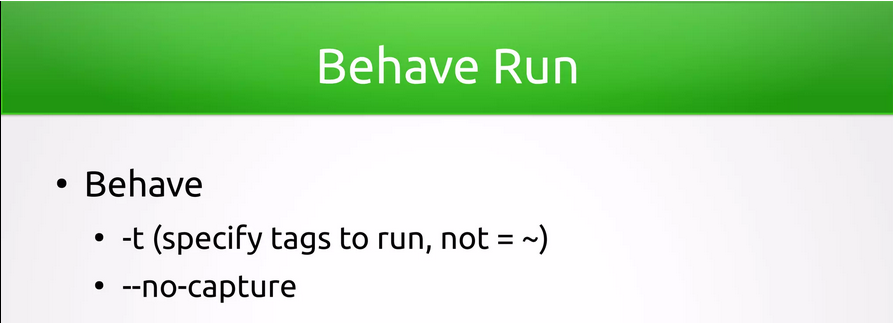 Behave Run
• Behave
• -t (specify tags to run, not = ~)
• --no-capture